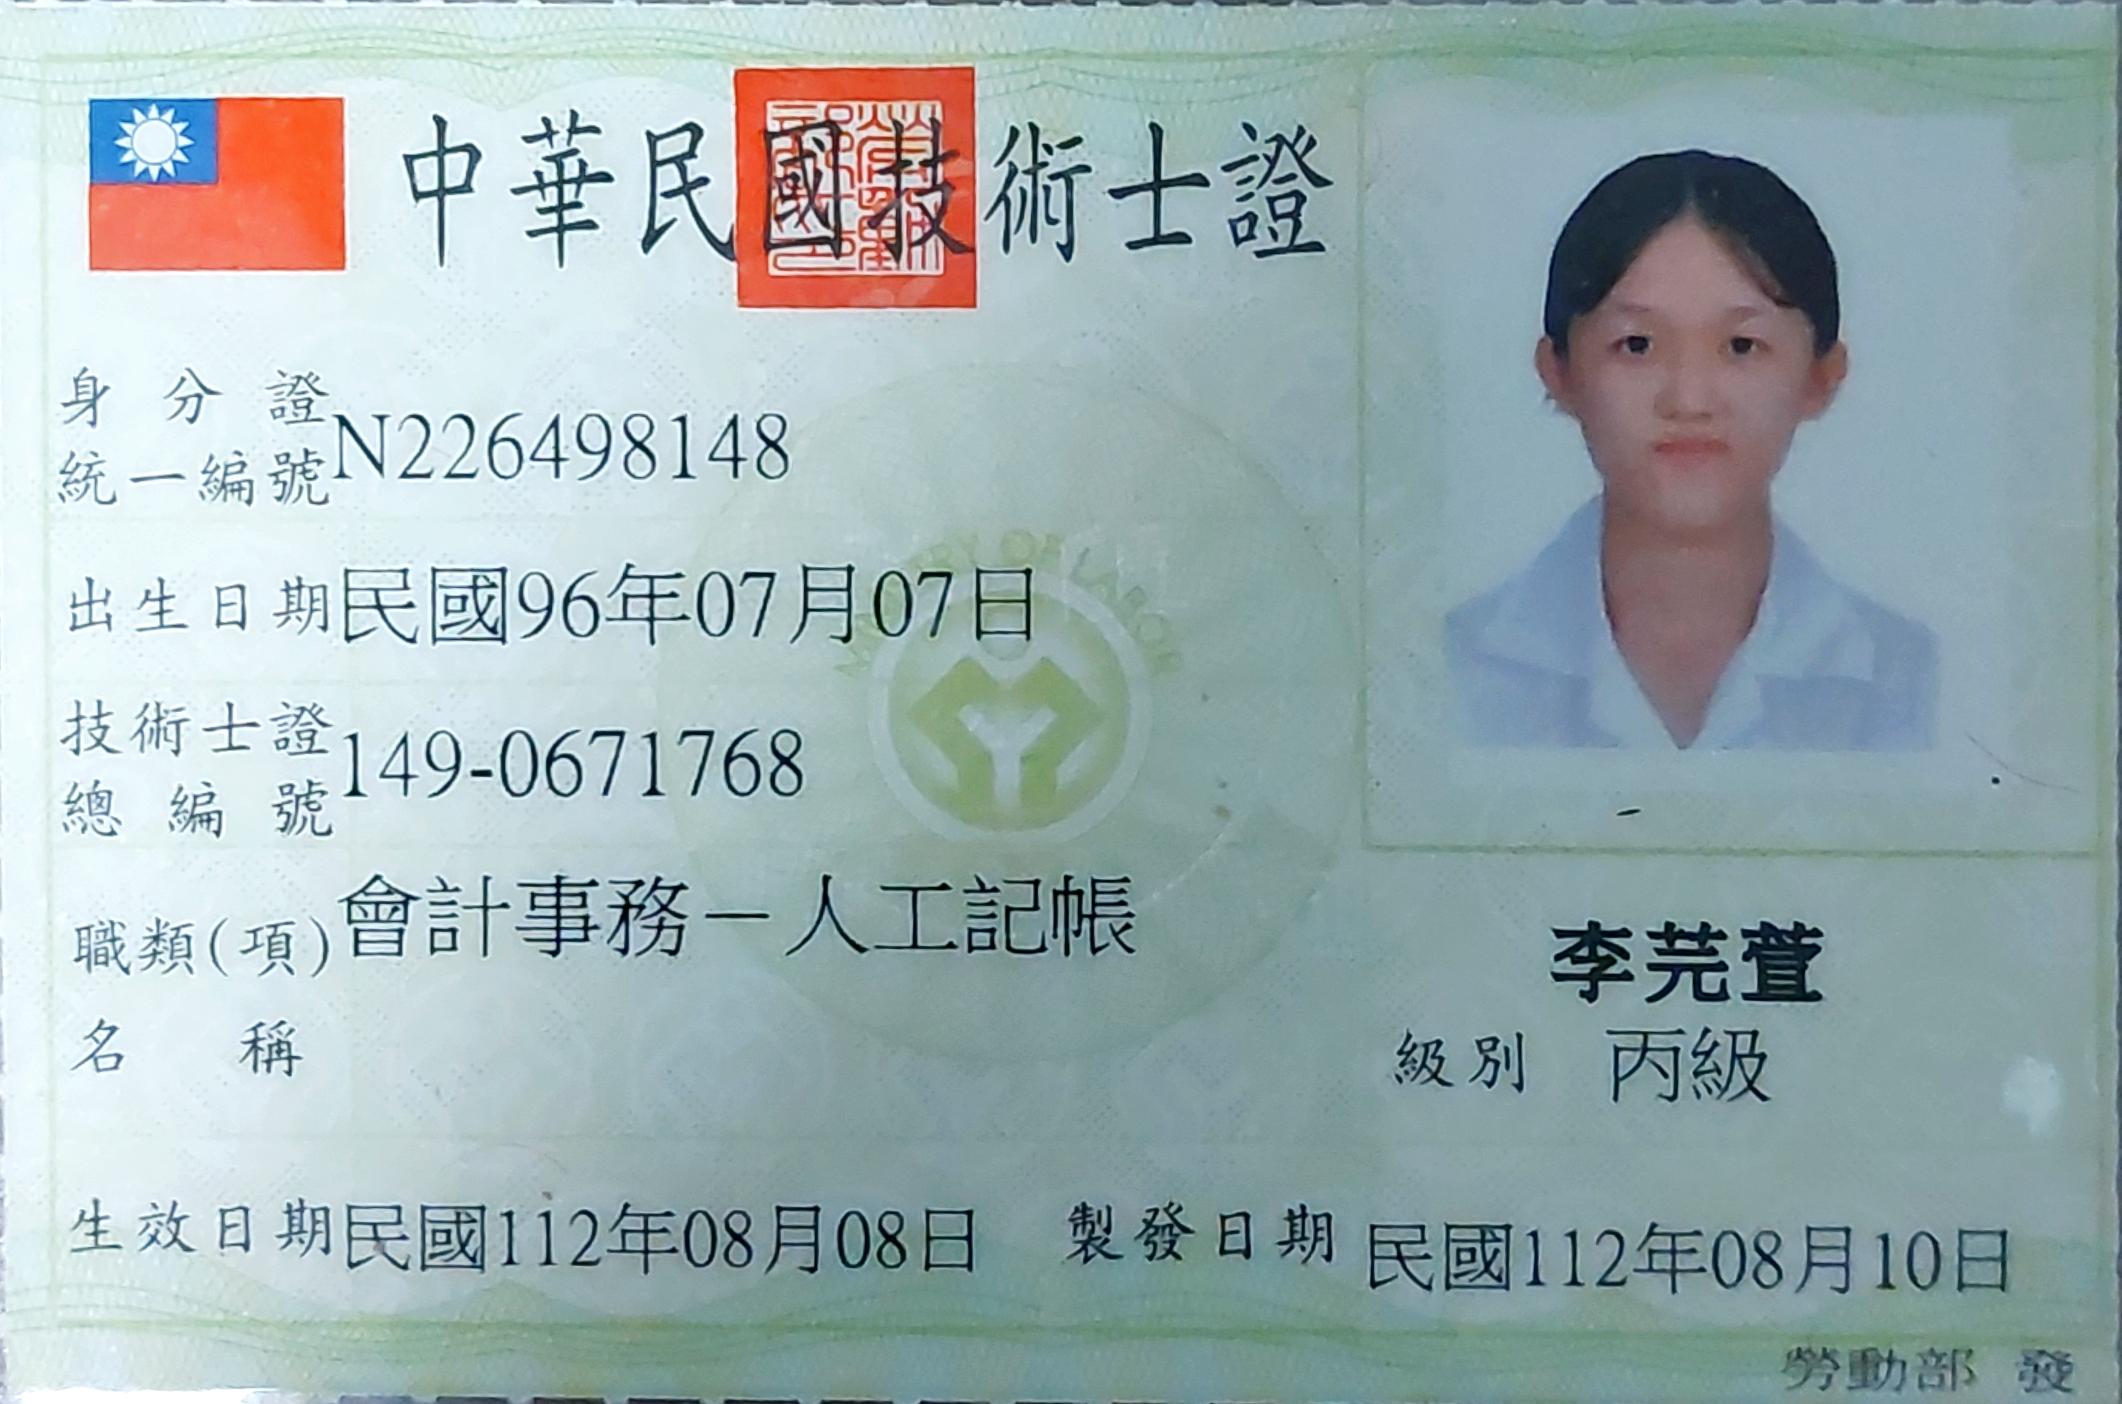 中華民國技術士證
身分證統一編號 N226498148
出生日期 民國96年07月07日
技術士證總編號 149-0671768
職類(項)名稱 會計事務－人工記帳
李芫萱
級別 丙級
生效日期 民國112年08月08日 製發日期 民國112年08月10日
勞動部 發
MINISTRY OF LABOR